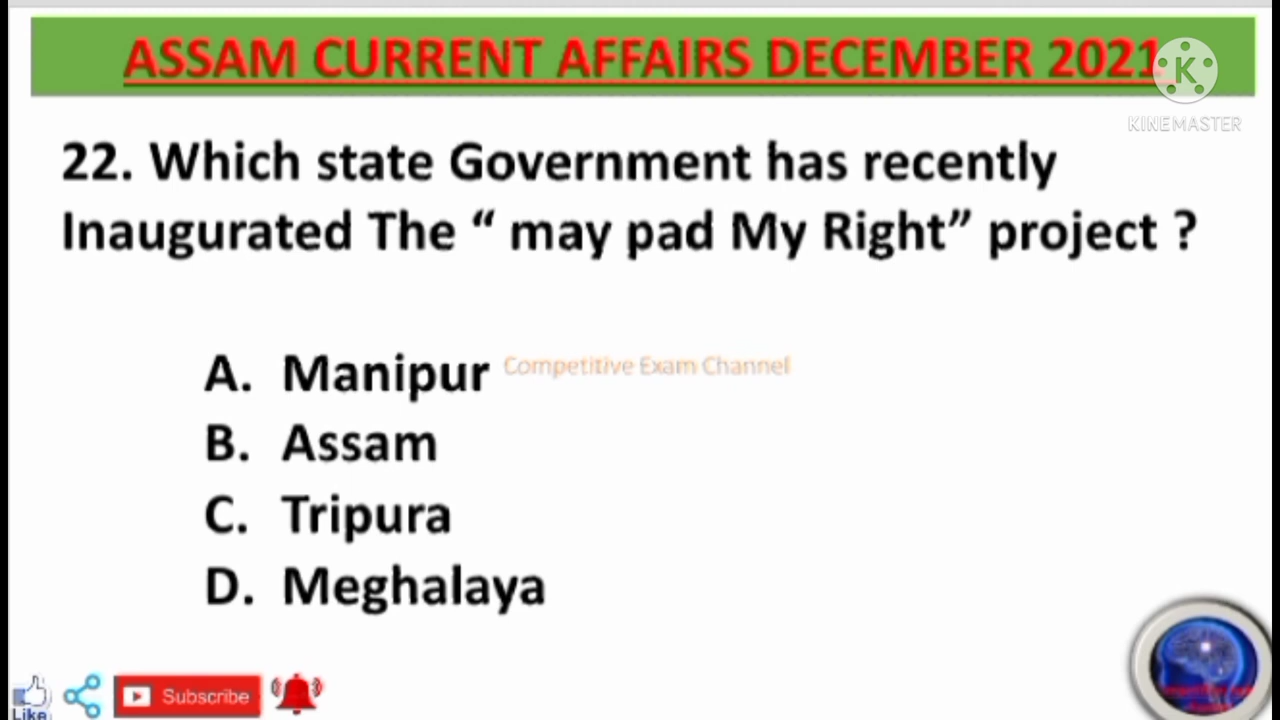 ASSAM CURRENT AFFAIRS DECEMBER 2021
K
KINEMASTER
22. Which state Government has recently
Inaugurated The “ may pad My Right” project ?
A. Manipur
Competitive Exam Channel
B. Assam
C. Tripura
D. Meghalaya
Like
Subscribe